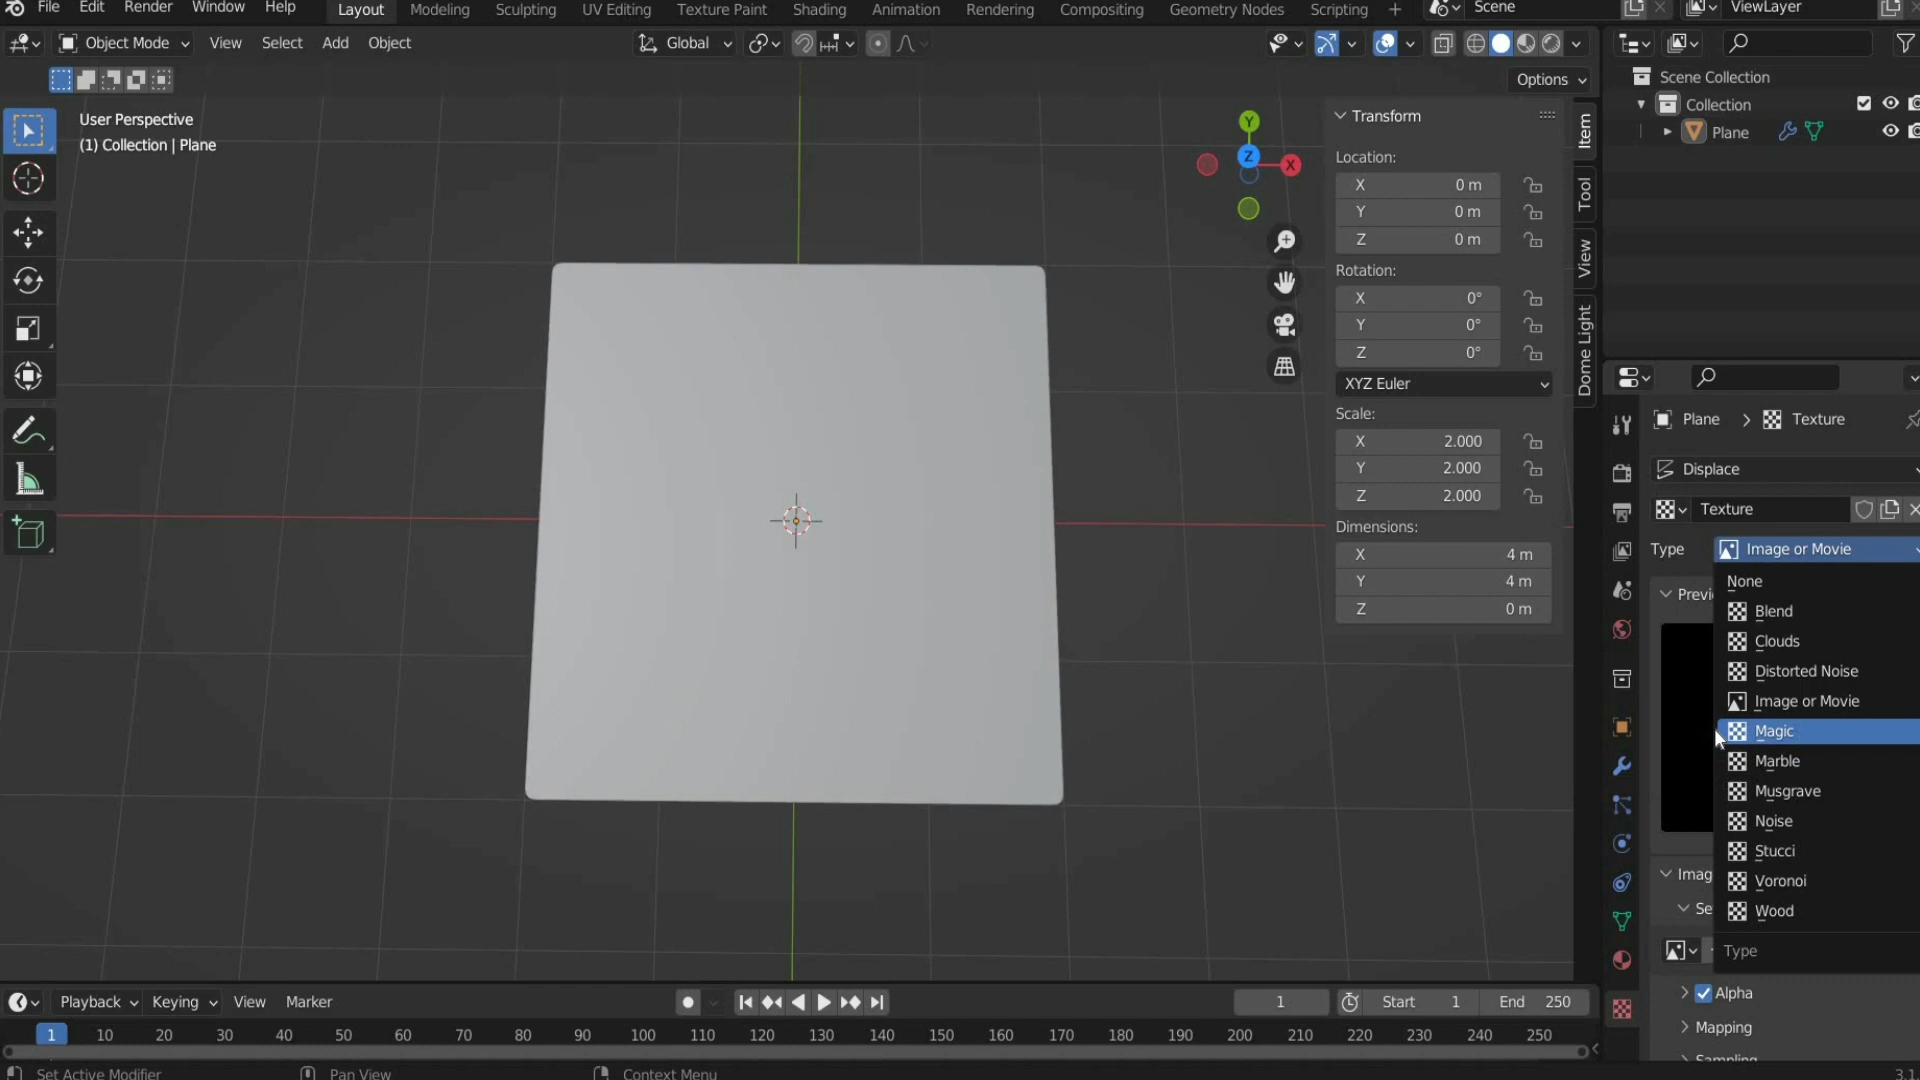 File Edit Render Window Help Layout Modeling Sculpting UV Editing Texture Paint Shading Animation Rendering Compositing Geometry Nodes Scripting + Scene ViewLayer
Object Mode View Select Add Object Global
Options
User Perspective
(1) Collection | Plane
Y
Z
X
Transform
Location:
X 0 m
Y 0 m
Z 0 m
Rotation:
X 0°
Y 0°
Z 0°
XYZ Euler
Scale:
X 2.000
Y 2.000
Z 2.000
Dimensions:
X 4 m
Y 4 m
Z 0 m
Item
Tool
View
Dome Light
Scene Collection
Collection
Plane
Plane > Texture
Displace
Texture
Type Image or Movie
Previ
None
Blend
Clouds
Distorted Noise
Image or Movie
Magic
Marble
Musgrave
Noise
Stucci
Voronoi
Wood
Type
Imag
Se
Alpha
Mapping
Sampling
Playback Keying View Marker 1 Start 1 End 250
1 10 20 30 40 50 60 70 80 90 100 110 120 130 140 150 160 170 180 190 200 210 220 230 240 250
Set Active Modifier Pan View Context Menu 3.1.